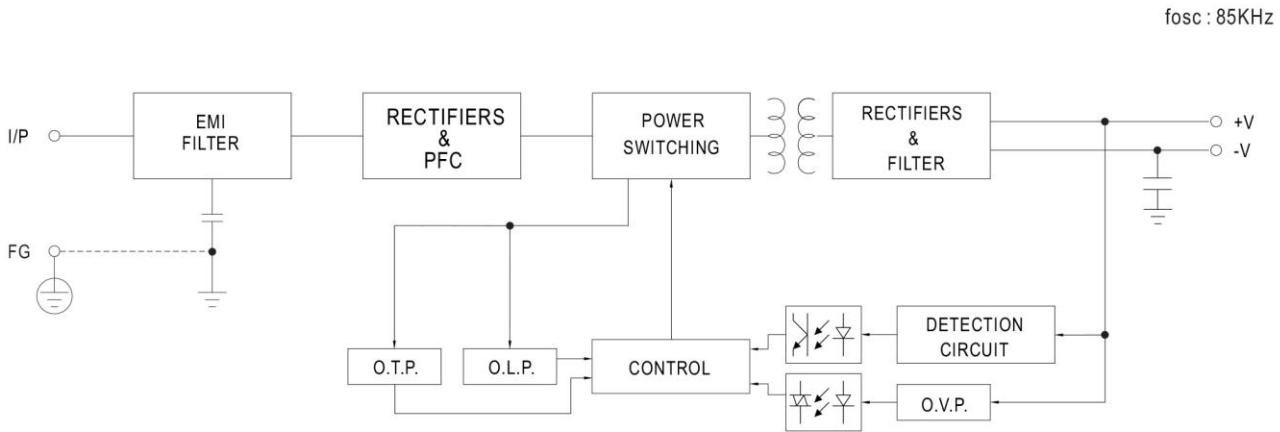 fosc : 85KHz
I/P
EMI
FILTER
RECTIFIERS
&
PFC
POWER
SWITCHING
RECTIFIERS
&
FILTER
+V
-V
FG
O.T.P.
O.L.P.
CONTROL
DETECTION
CIRCUIT
O.V.P.